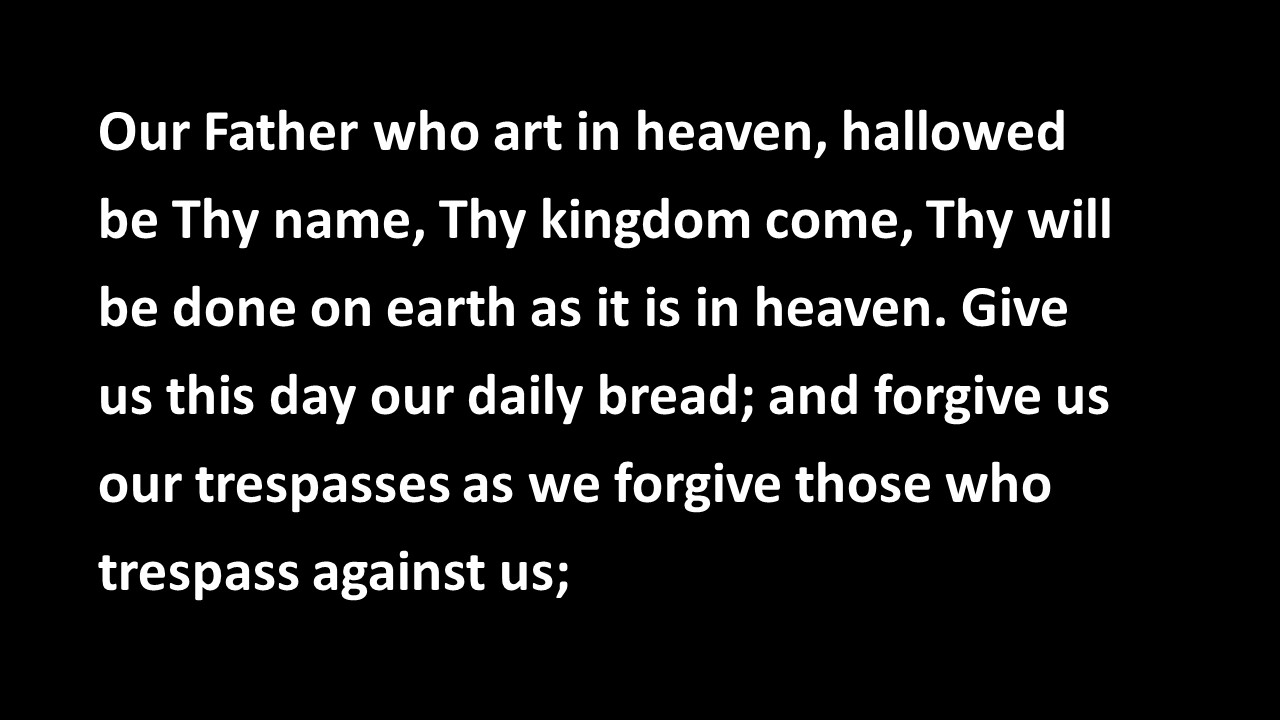 Our Father who art in heaven, hallowed
be Thy name, Thy kingdom come, Thy will
be done on earth as it is in heaven. Give
us this day our daily bread; and forgive us
our trespasses as we forgive those who
trespass against us;